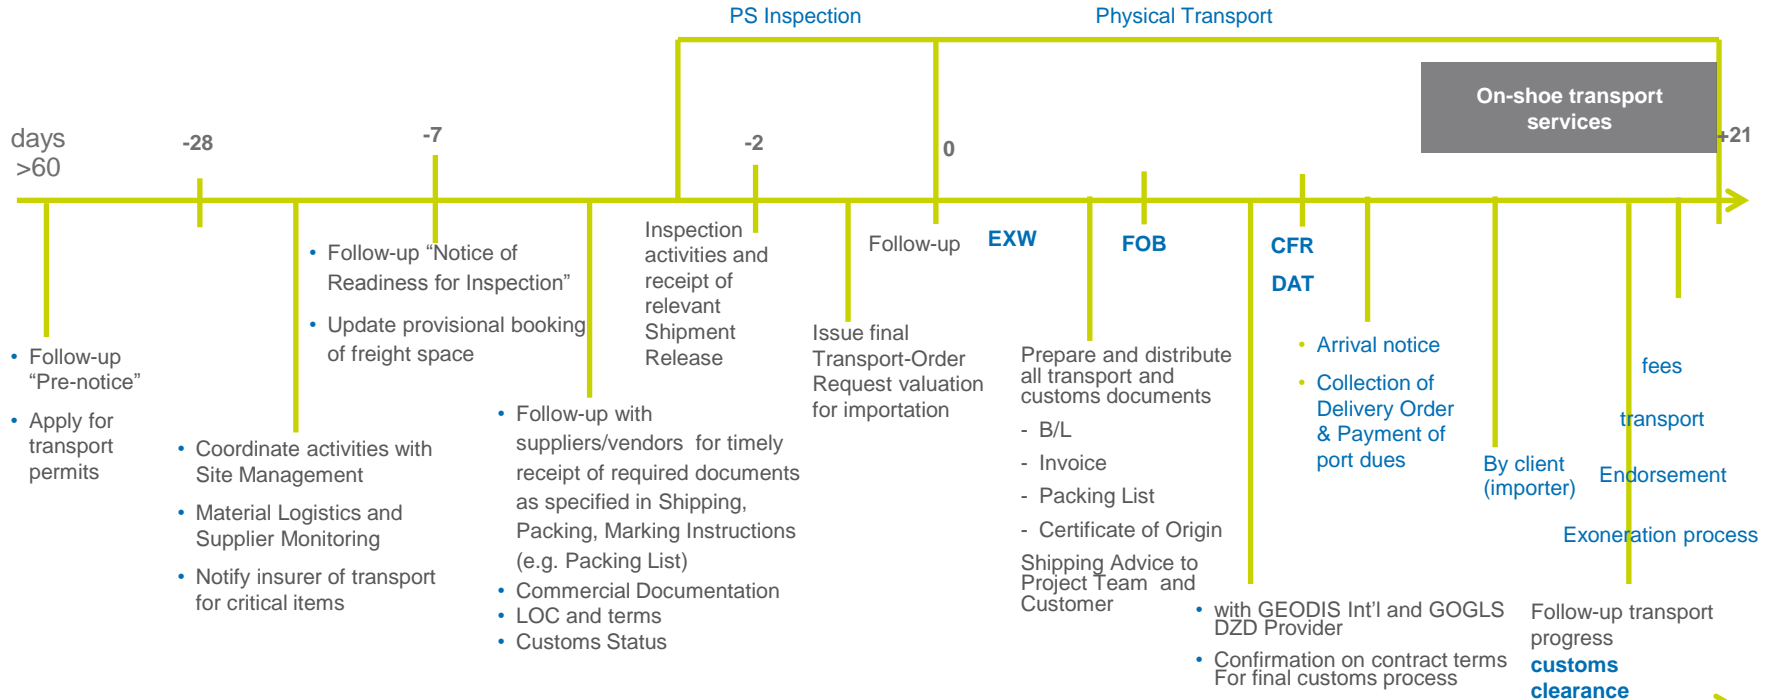 PS Inspection
Physical Transport
On-shoe transport
services
days
>60
-28
-7
-2
0
+21
• Follow-up
“Pre-notice”
• Apply for
transport
permits
• Coordinate activities with
Site Management
• Material Logistics and
Supplier Monitoring
• Notify insurer of transport
for critical items
• Follow-up “Notice of
Readiness for Inspection”
• Update provisional booking
of freight space
• Follow-up with
suppliers/vendors for timely
receipt of required documents
as specified in Shipping,
Packing, Marking Instructions
(e.g. Packing List)
• Commercial Documentation
• LOC and terms
• Customs Status
Inspection
activities and
receipt of
relevant
Shipment
Release
Issue final
Transport-Order
Request valuation
for importation
Follow-up
EXW
FOB
CFR
DAT
Prepare and distribute
all transport and
customs documents
- B/L
- Invoice
- Packing List
- Certificate of Origin
Shipping Advice to
Project Team and
Customer
• with GEODIS Int'l and GOGLS
DZD Provider
• Confirmation on contract terms
For final customs process
• Arrival notice
• Collection of
Delivery Order
& Payment of
port dues
By client
(importer)
fees
transport
Endorsement
Exoneration process
Follow-up transport
progress
customs
clearance